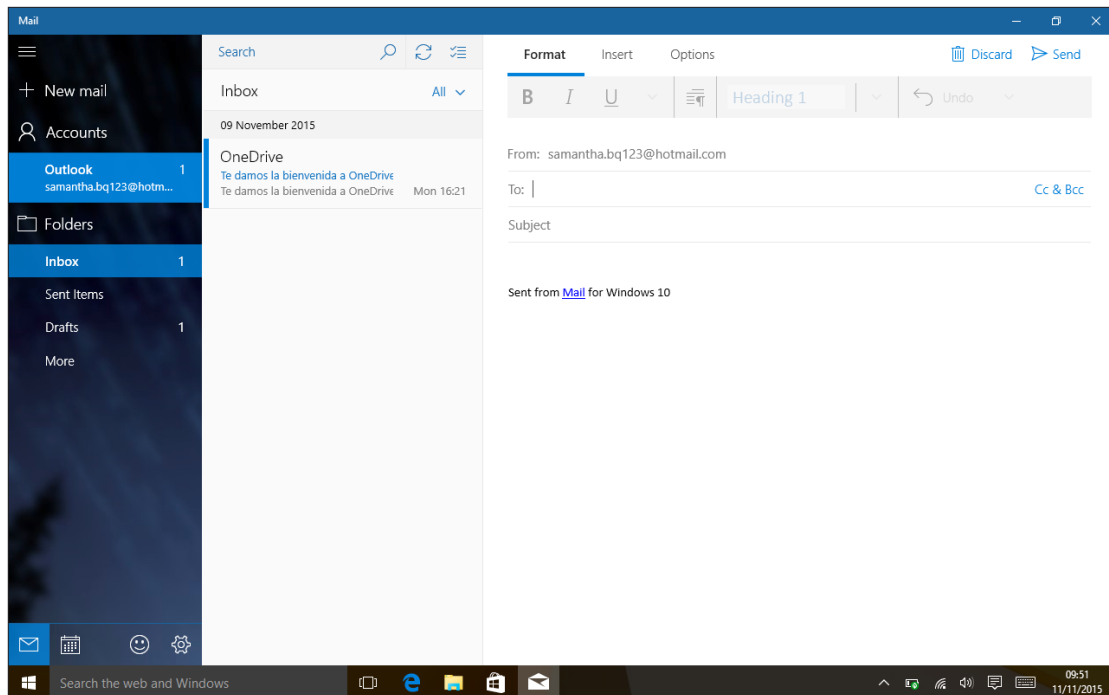 Mail
Search
Format Insert Options Discard Send
New mail
Inbox All
B I U Heading 1 Undo
Accounts
09 November 2015
Outlook 1
samantha.bq123@hotm...
OneDrive
Te damos la bienvenida a OneDrive
Te damos la bienvenida a OneDrive Mon 16:21
From: samantha.bq123@hotmail.com
To: Cc & Bcc
Folders
Subject
Inbox 1
Sent Items
Sent from Mail for Windows 10
Drafts 1
More
Search the web and Windows
09:51
11/11/2015